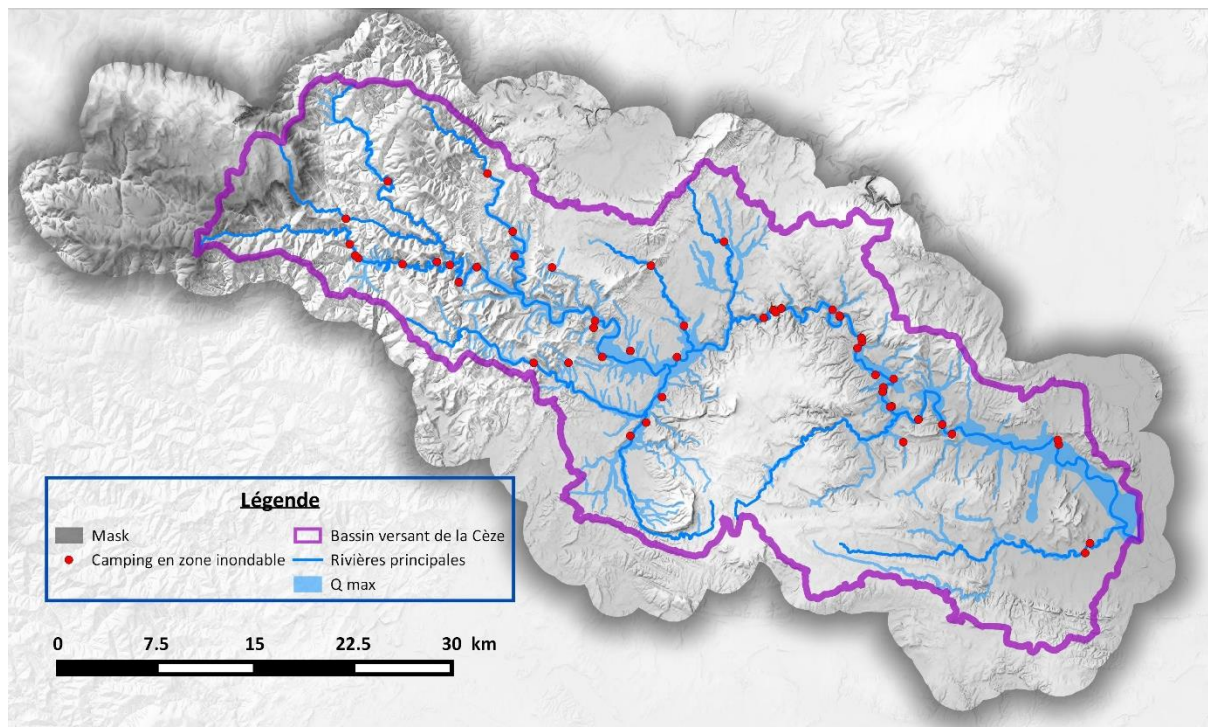 Légende
Mask
Bassin versant de la Cèze
Camping en zone inondable
Rivières principales
Q max
0 7.5 15 22.5 30 km